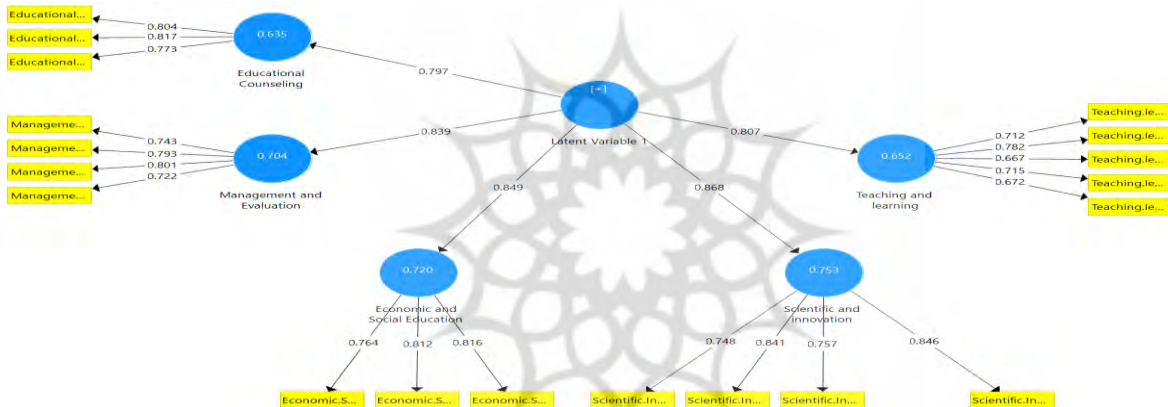 Educational...
Educational...
Educational...
0.804
0.817
0.773
0.635
Educational
Counseling
0.797
[+]
Latent Variable 1
Manageme...
Manageme...
Manageme...
Manageme...
0.743
0.793
0.801
0.722
0.704
Management and
Evaluation
0.839
0.807
0.652
Teaching and
learning
0.712
0.782
0.667
0.715
0.672
Teaching.le...
Teaching.le...
Teaching.le...
Teaching.le...
Teaching.le...
0.849
0.868
0.720
Economic and
Social Education
0.764
0.812
0.816
Economic.S...
Economic.S...
Economic.S...
0.753
Scientific and
innovation
0.748
0.841
0.757
0.846
Scientific.In...
Scientific.In...
Scientific.In...
Scientific.In...